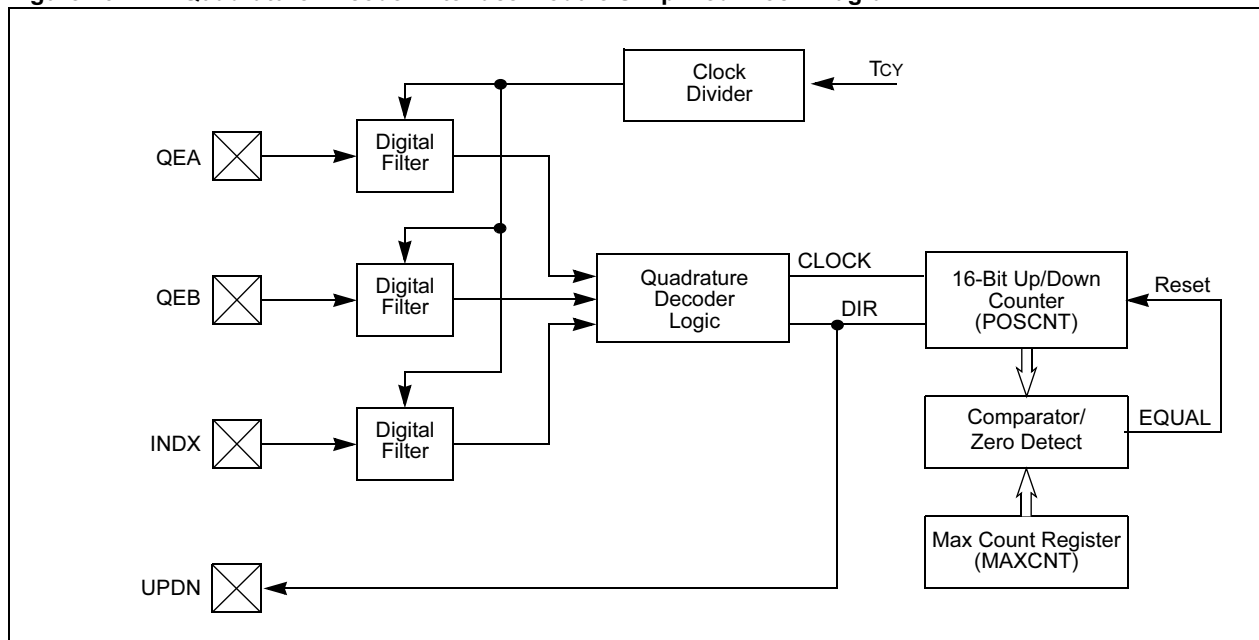 Clock
Divider
TCY
QEA
Digital
Filter
QEB
Digital
Filter
Quadrature
Decoder
Logic
CLOCK
DIR
16-Bit Up/Down
Counter
(POSCNT)
Reset
INDX
Digital
Filter
Comparator/
Zero Detect
EQUAL
Max Count Register
(MAXCNT)
UPDN